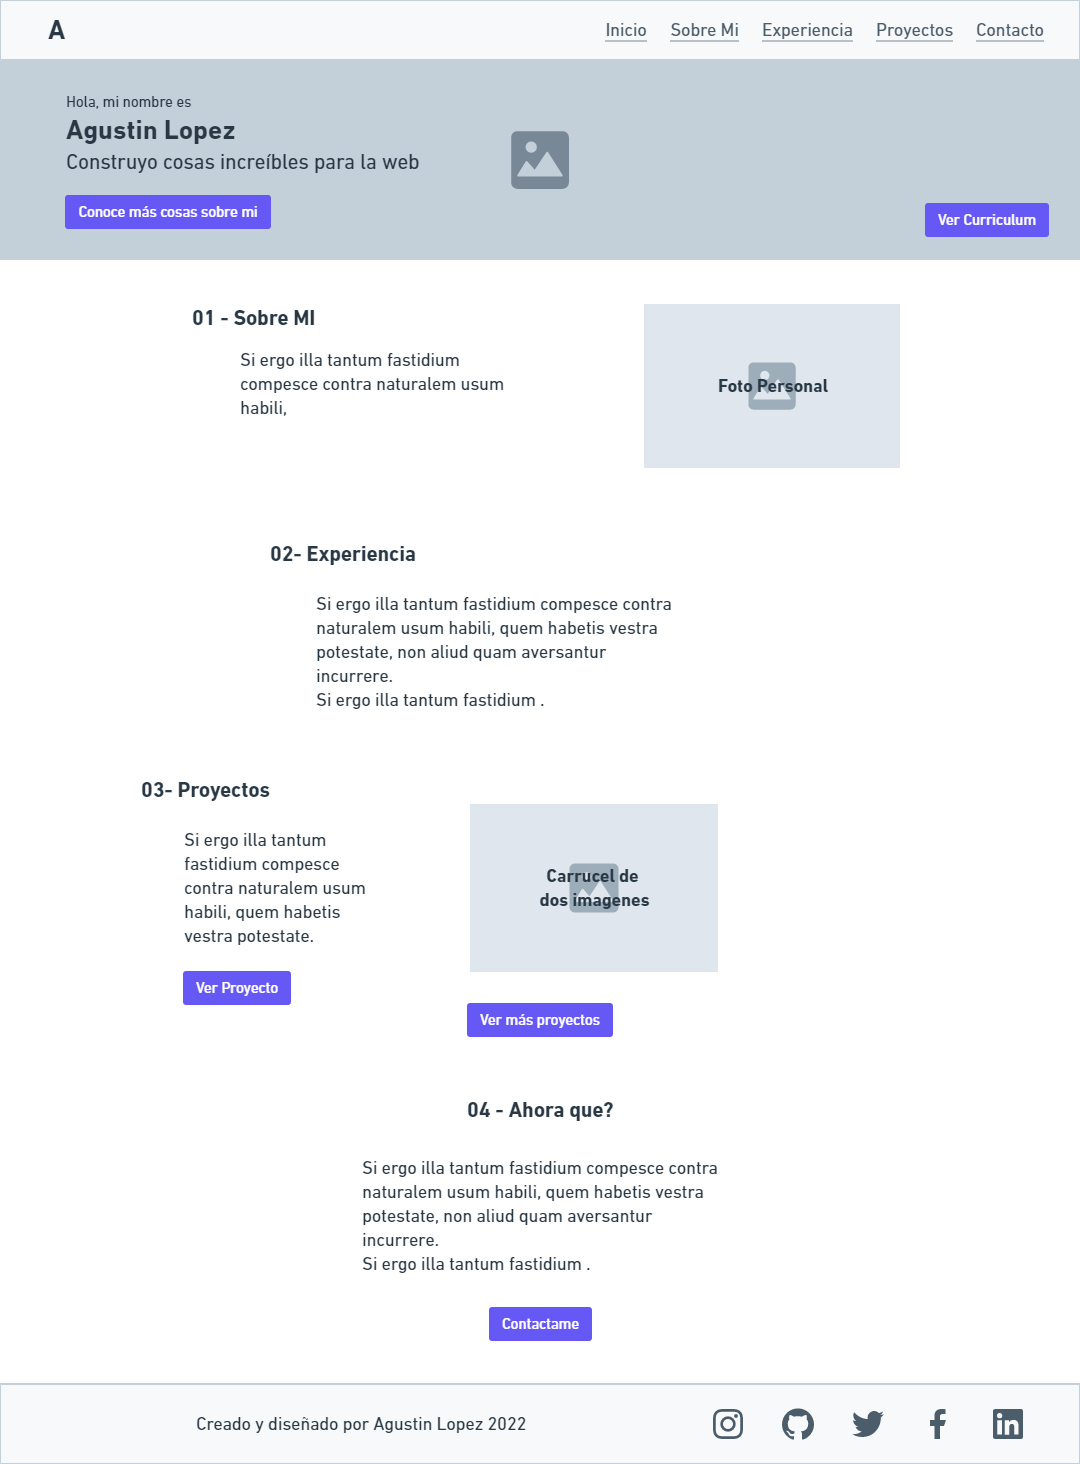 A
Inicio
Sobre Mi
Experiencia
Proyectos
Contacto
Hola, mi nombre es
Agustin Lopez
Construyo cosas increíbles para la web
Conoce más cosas sobre mi
Ver Curriculum
01 - Sobre MI
Si ergo illa tantum fastidium
compesce contra naturalem usum
habili,
Foto Personal
02- Experiencia
Si ergo illa tantum fastidium compesce contra
naturalem usum habili, quem habetis vestra
potestate, non aliud quam aversantur
incurrere.
Si ergo illa tantum fastidium .
03- Proyectos
Si ergo illa tantum
fastidium compesce
contra naturalem usum
habili, quem habetis
vestra potestate.
Ver Proyecto
Carrucel de
dos imagenes
Ver más proyectos
04 - Ahora que?
Si ergo illa tantum fastidium compesce contra
naturalem usum habili, quem habetis vestra
potestate, non aliud quam aversantur
incurrere.
Si ergo illa tantum fastidium .
Contactame
Creado y diseñado por Agustin Lopez 2022